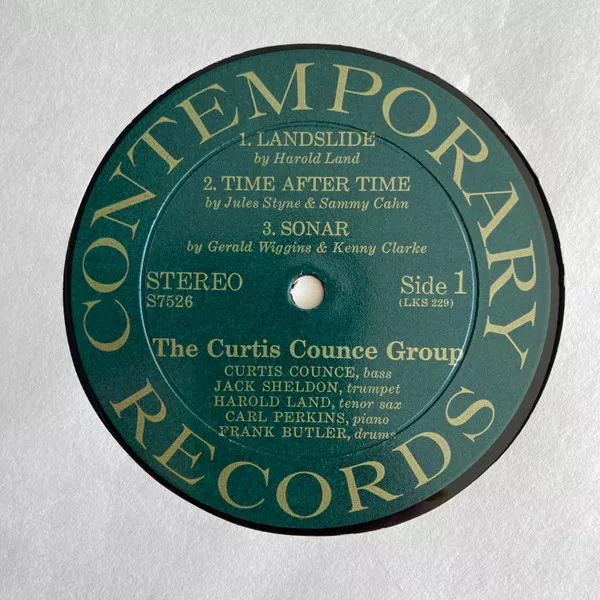 CONTEMPORARY
RECORDS
1. LANDSLIDE
by Harold Land
2. TIME AFTER TIME
by Jules Styne & Sammy Cahn
3. SONAR
by Gerald Wiggins & Kenny Clarke
STEREO
S7526
Side 1
(LKS 229)
The Curtis Counce Group
CURTIS COUNCE, bass
JACK SHELDON, trumpet
HAROLD LAND, tenor sax
CARL PERKINS, piano
FRANK BUTLER, drums